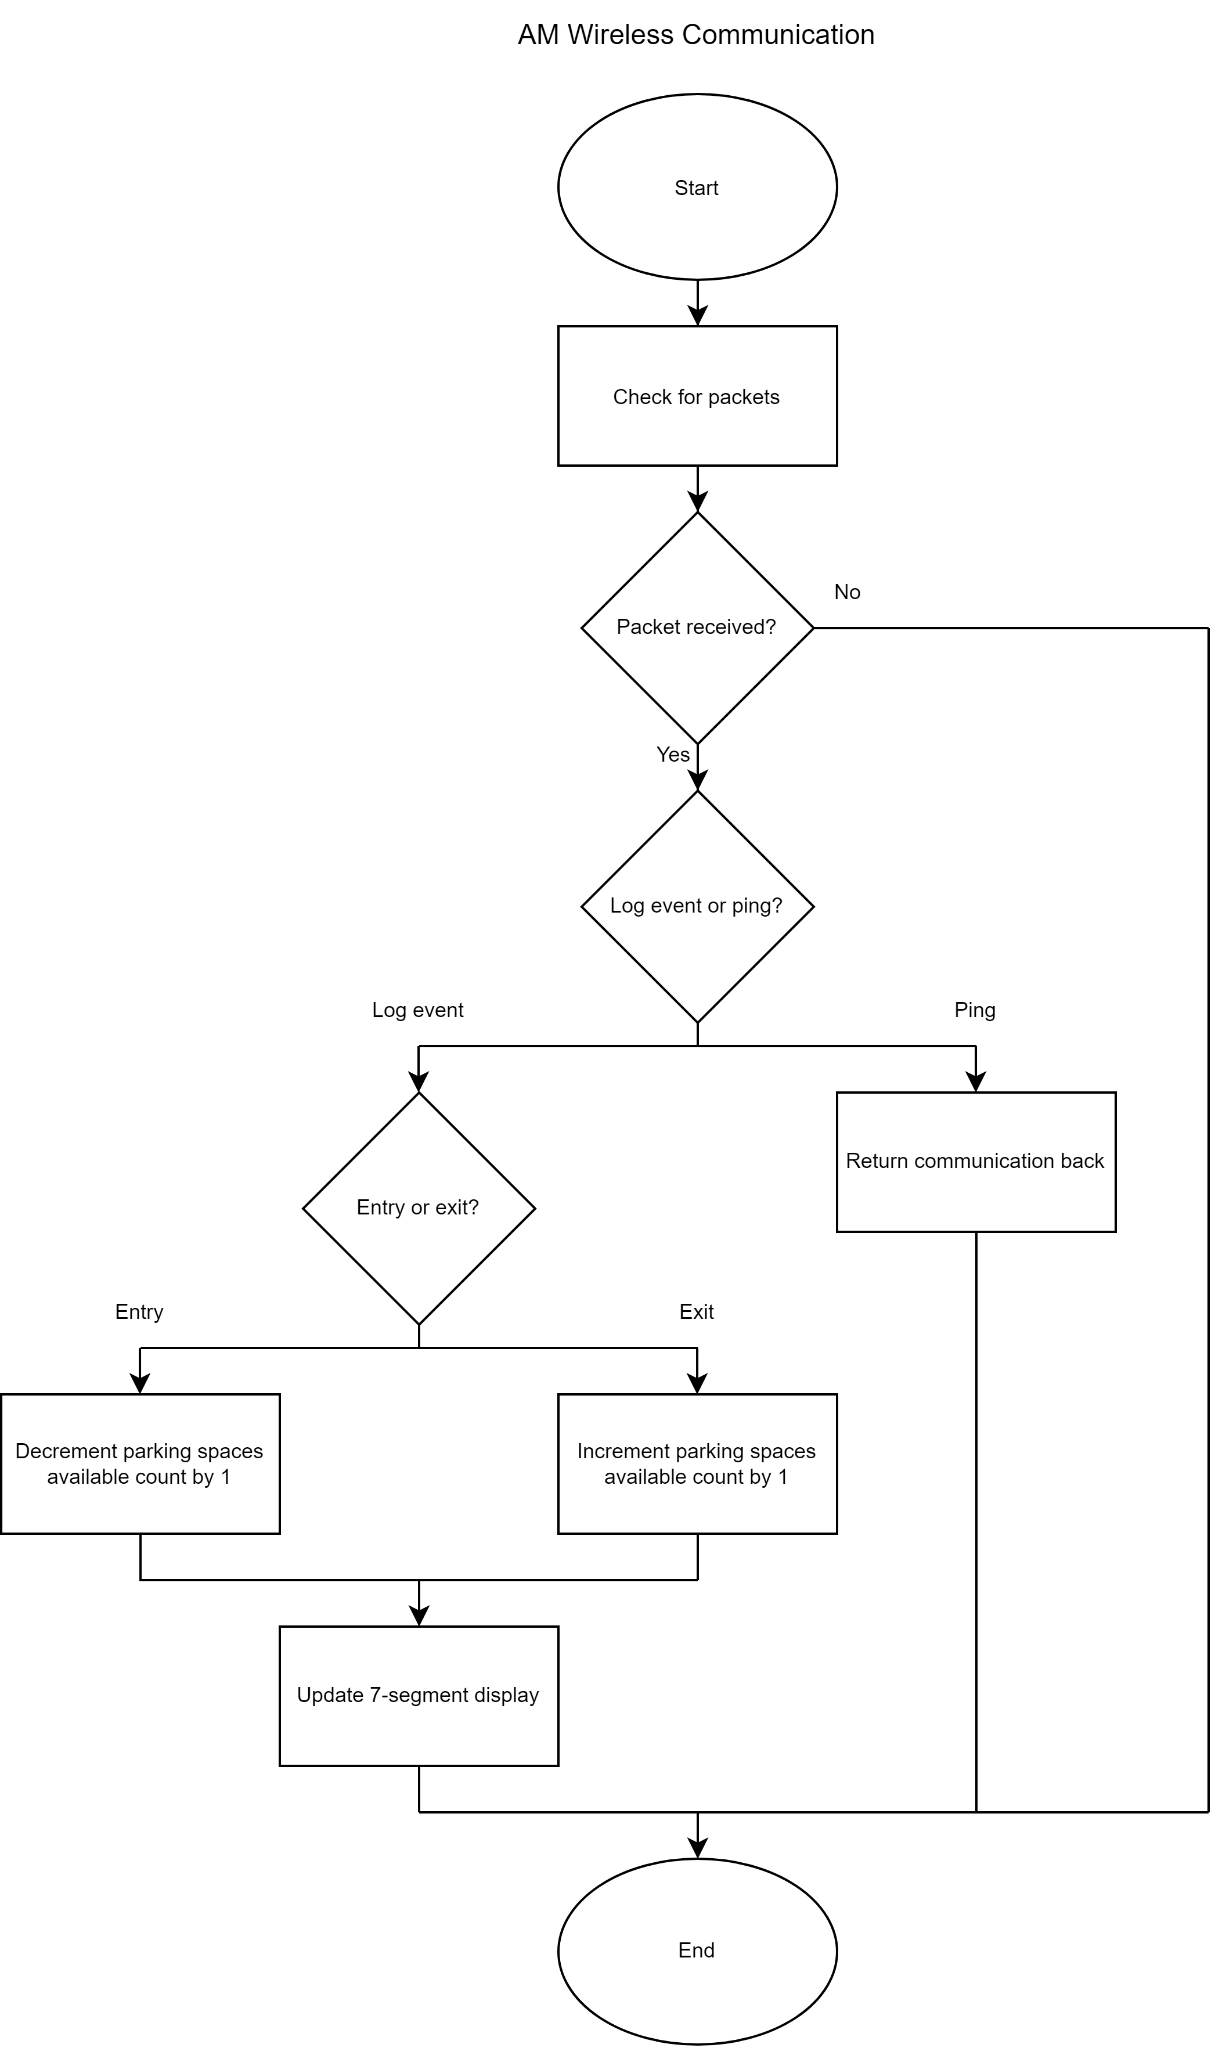 AM Wireless Communication
Start
Check for packets
Packet received?
No
Yes
Log event or ping?
Log event
Ping
Entry or exit?
Return communication back
Entry
Exit
Decrement parking spaces
available count by 1
Increment parking spaces
available count by 1
Update 7-segment display
End